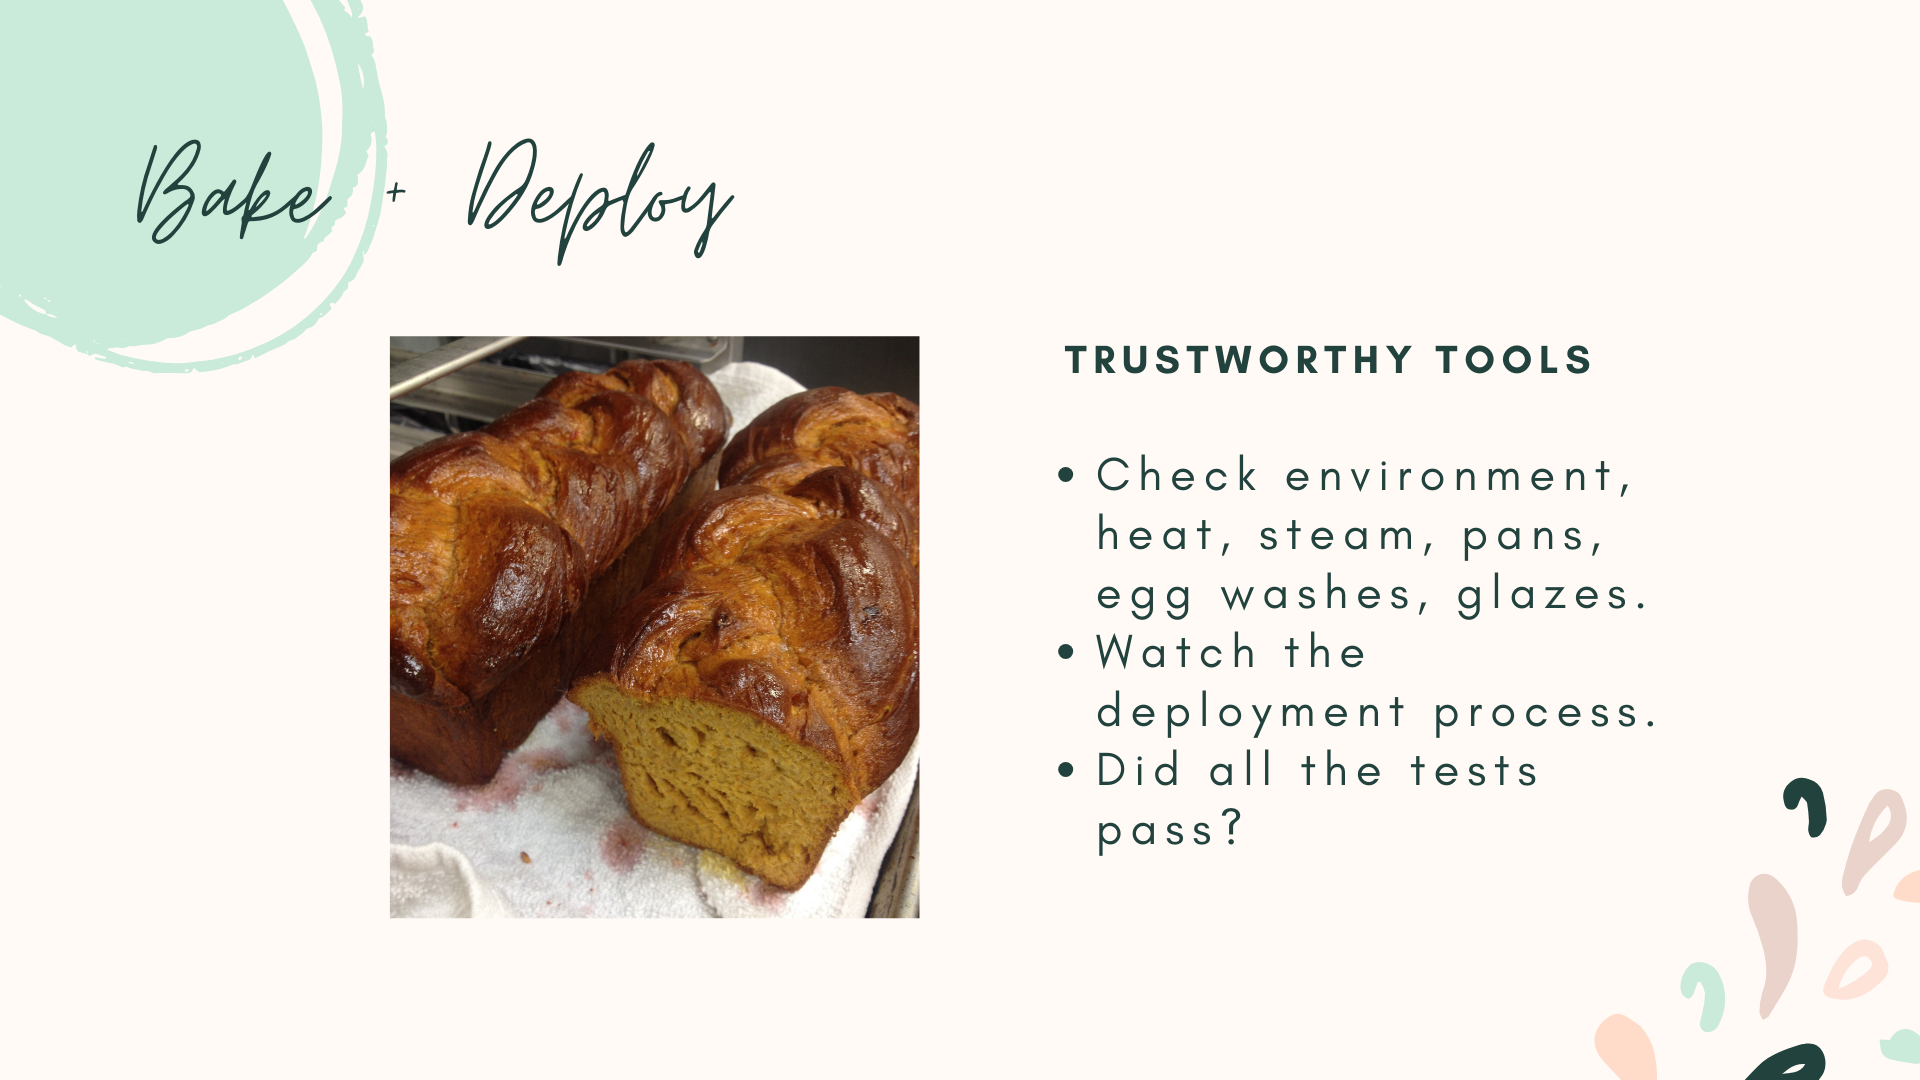 Bake + Deploy
TRUSTWORTHY TOOLS
• Check environment,
heat, steam, pans,
egg washes, glazes.
• Watch the
deployment process.
• Did all the tests
pass?